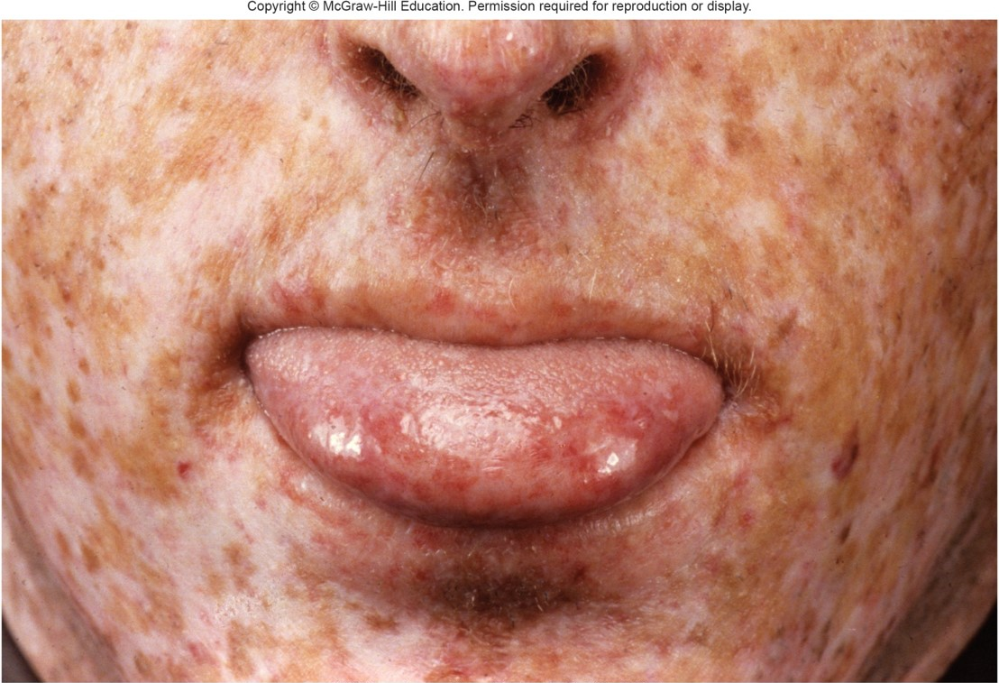 Copyright © McGraw-Hill Education. Permission required for reproduction or display.